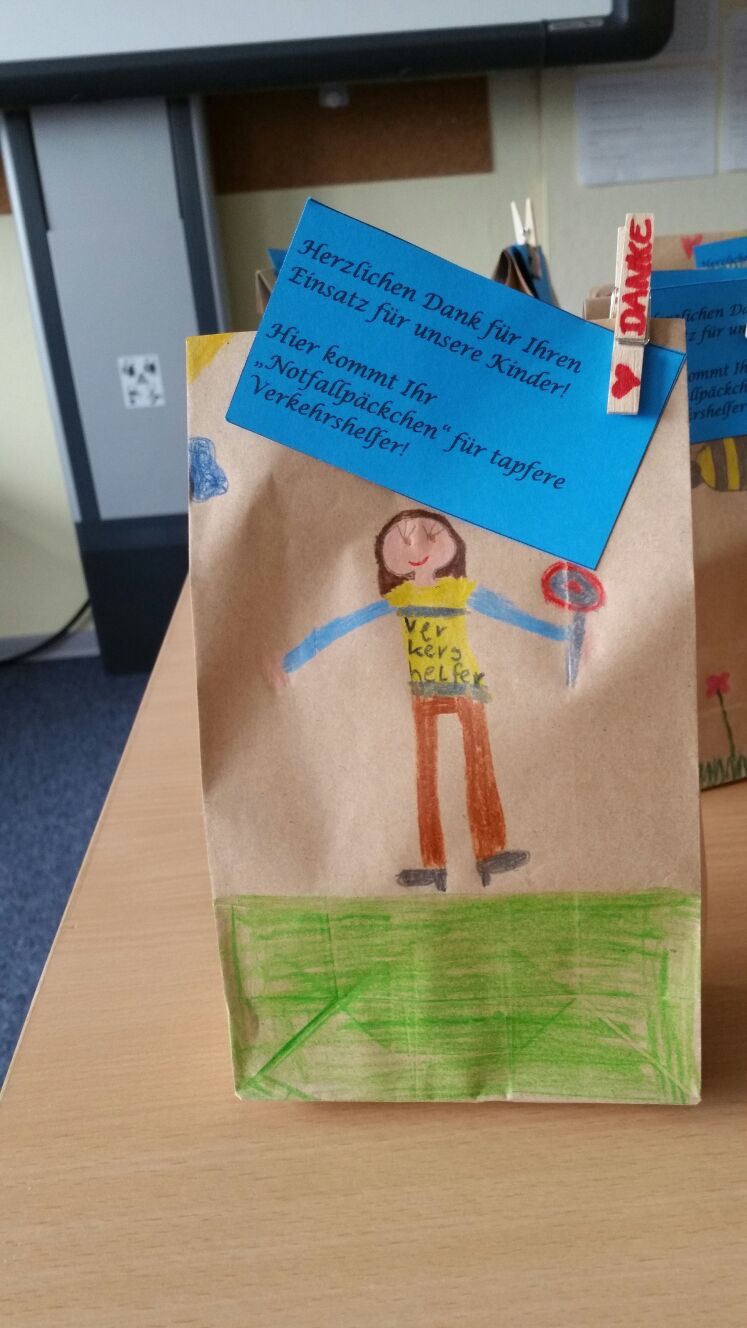 Herzlichen Dank für Ihren
Einsatz für unsere Kinder!
Hier kommt Ihr
„Notfallpäckchen“ für tapfere
Verkehrshelfer!
DANKE
ver
kers
helfer